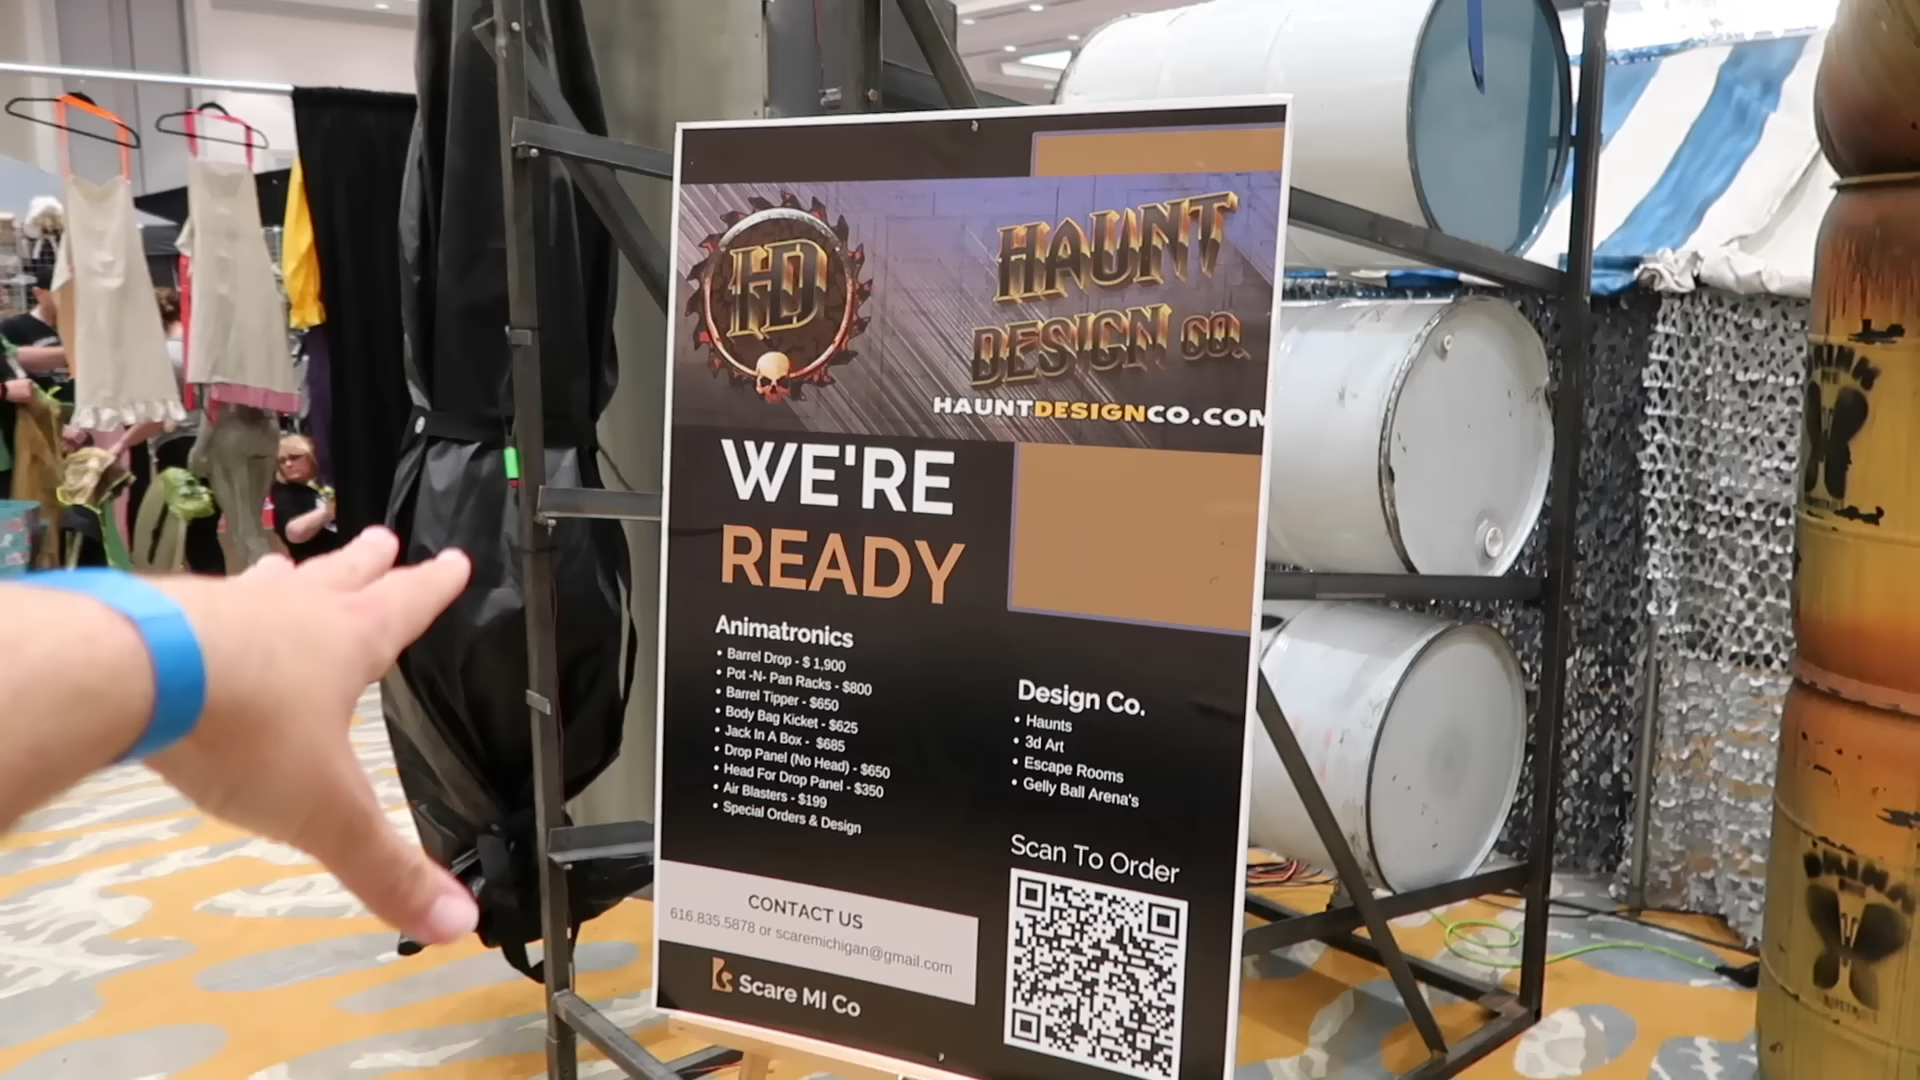 HD
HAUNT
DESIGN CO.
HAUNTDESIGNCO.COM
WE'RE
READY
Animatronics
• Barrel Drop - $ 1,900
• Pot -N- Pan Racks - $800
• Barrel Tipper - $650
• Body Bag Kicket - $625
• Jack In A Box - $685
• Drop Panel (No Head) - $650
• Head For Drop Panel - $350
• Air Blasters - $199
• Special Orders & Design
Design Co.
• Haunts
• 3d Art
• Escape Rooms
• Gelly Ball Arena's
Scan To Order
CONTACT US
616.835.5878 or scaremichigan@gmail.com
Scare MI Co